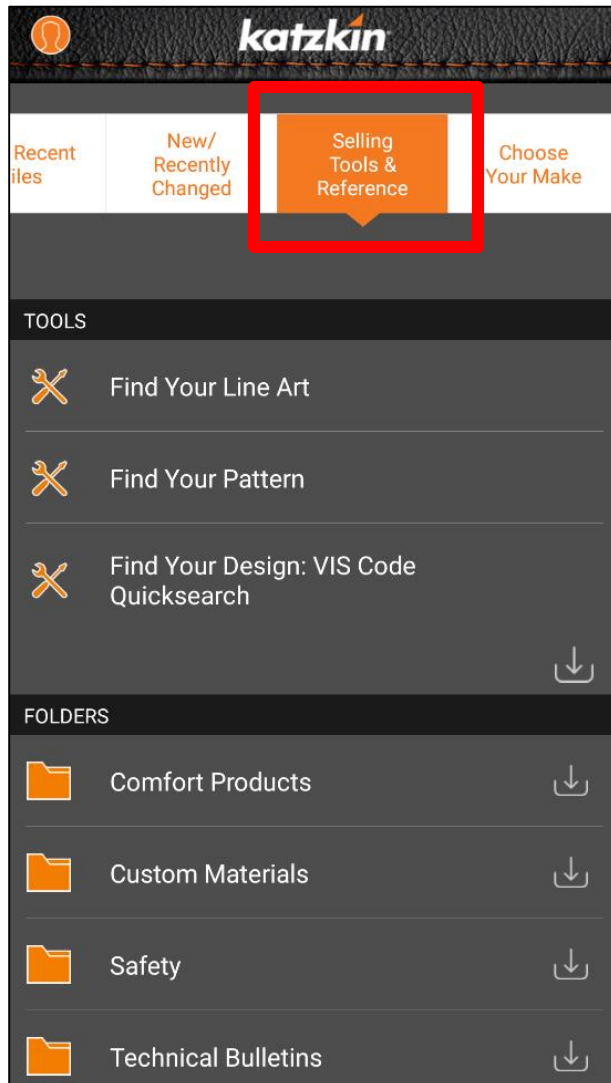 katzkin
Recent
iles
New/
Recently
Changed
Selling
Tools &
Reference
Choose
Your Make
TOOLS
Find Your Line Art
Find Your Pattern
Find Your Design: VIS Code
Quicksearch
FOLDERS
Comfort Products
Custom Materials
Safety
Technical Bulletins